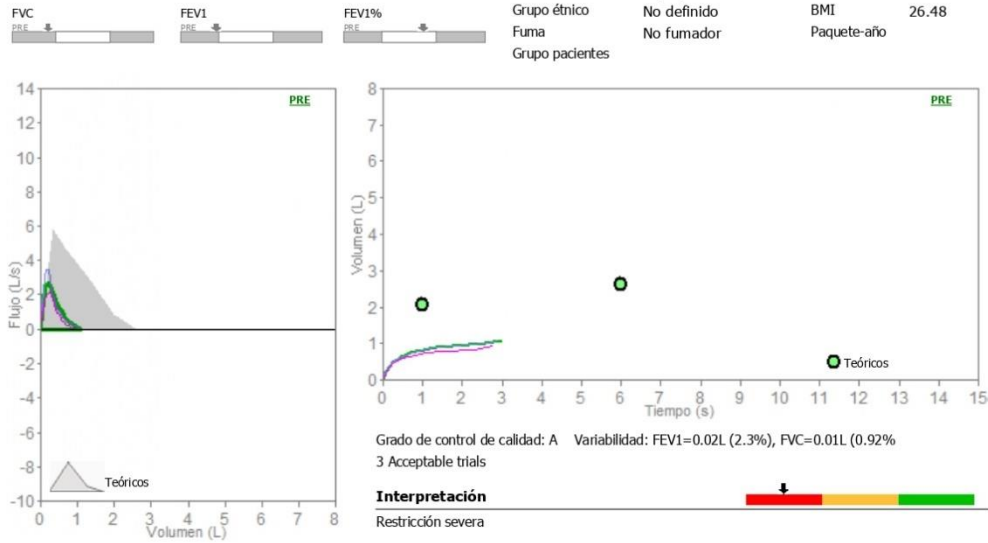 FVC
PRE
FEV1
PRE
FEV1%
PRE
Grupo étnico No definido BMI 26.48
Fuma No fumador Paquete-año
Grupo pacientes
PRE
14
12
10
8
6
4
2
0
-2
-4
-6
-8
-10
Flujo (L/s)
Teóricos
0 1 2 3 4 5 6 7 8
Volumen (L)
PRE
8
7
6
5
4
3
2
1
0
Volumen (L)
Teóricos
0 1 2 3 4 5 6 7 8 9 10 11 12 13 14 15
Tiempo (s)
Grado de control de calidad: A Variabilidad: FEV1=0.02L (2.3%), FVC=0.01L (0.92%
3 Acceptable trials
Interpretación
Restricción severa